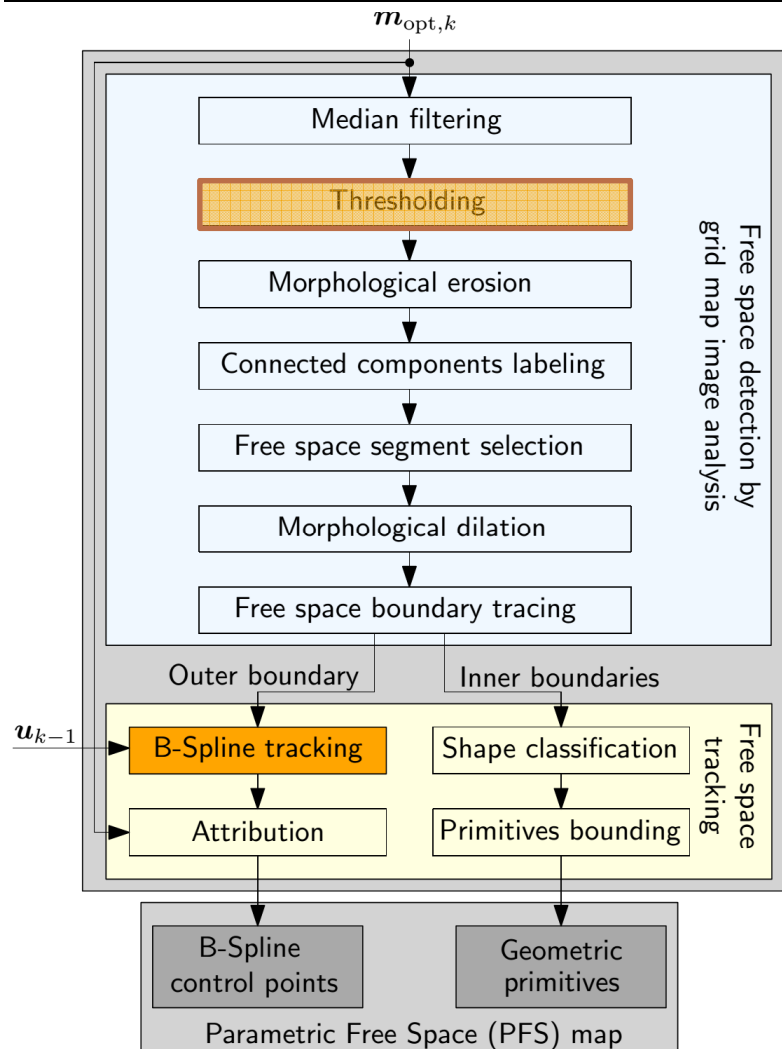 m_opt,k
Median filtering
Thresholding
Morphological erosion
Connected components labeling
Free space segment selection
Morphological dilation
Free space boundary tracing
Free space detection by
grid map image analysis
Outer boundary
Inner boundaries
u_k−1
B-Spline tracking
Shape classification
Attribution
Primitives bounding
Free space
tracking
B-Spline
control points
Geometric
primitives
Parametric Free Space (PFS) map